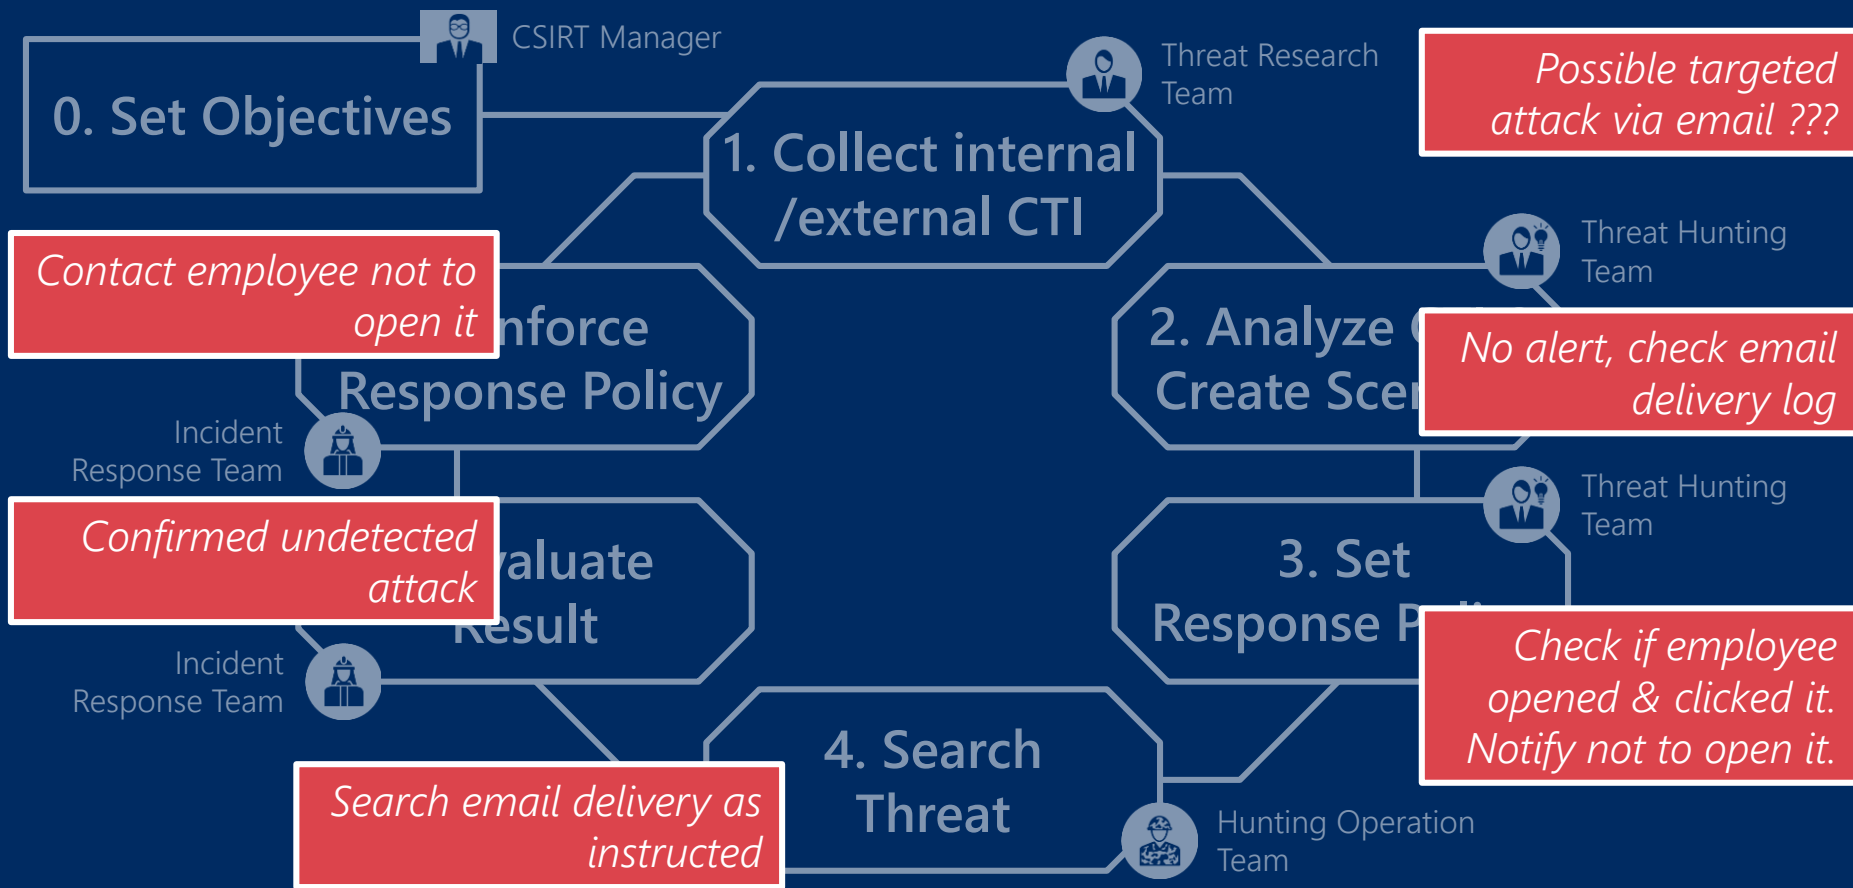 CSIRT Manager
0. Set Objectives
Threat Research
Team
1. Collect internal
/external CTI
Possible targeted
attack via email ???
Threat Hunting
Team
2. Analyze
Create Scen
No alert, check email
delivery log
Threat Hunting
Team
3. Set
Response P
Check if employee
opened & clicked it.
Notify not to open it.
4. Search
Threat
Hunting Operation
Team
Search email delivery as
instructed
valuate
Result
Incident
Response Team
Confirmed undetected
attack
nforce
Response Policy
Incident
Response Team
Contact employee not to
open it